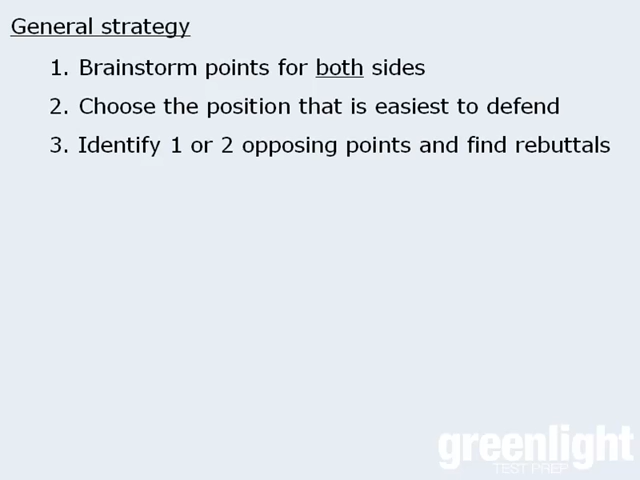 General strategy
1. Brainstorm points for both sides
2. Choose the position that is easiest to defend
3. Identify 1 or 2 opposing points and find rebuttals
greenlight
TEST PREP